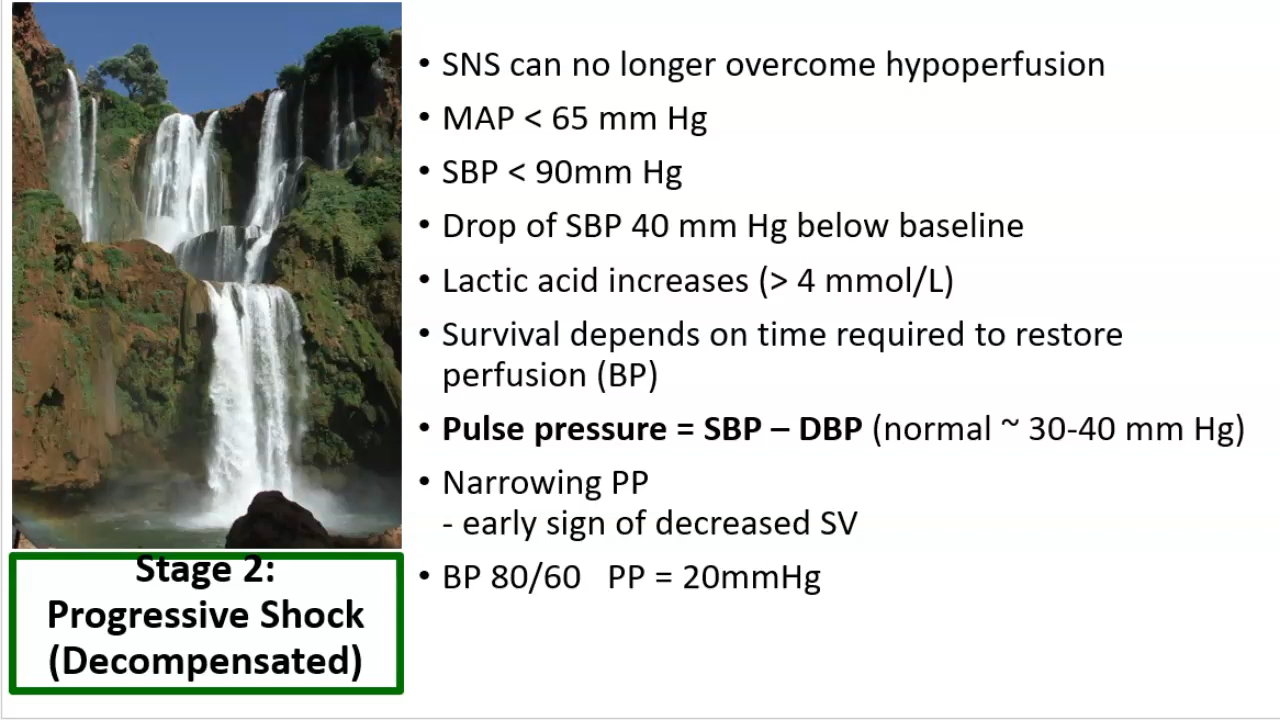 • SNS can no longer overcome hypoperfusion
• MAP < 65 mm Hg
• SBP < 90mm Hg
• Drop of SBP 40 mm Hg below baseline
• Lactic acid increases (> 4 mmol/L)
• Survival depends on time required to restore
perfusion (BP)
• Pulse pressure = SBP – DBP (normal ~ 30-40 mm Hg)
• Narrowing PP
- early sign of decreased SV
• BP 80/60   PP = 20mmHg
Stage 2:
Progressive Shock
(Decompensated)